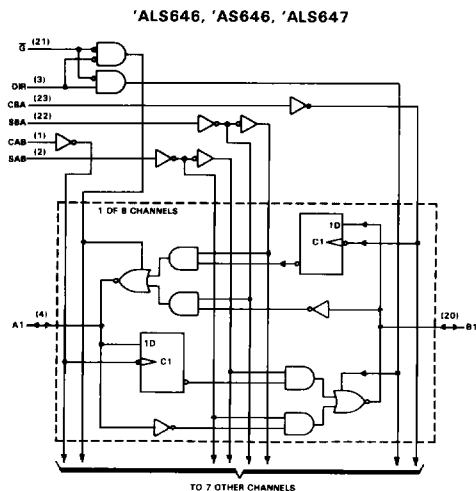 'ALS646, 'AS646, 'ALS647
G (21)
DIR (3)
CBA (23)
SBA (22)
CAB (1)
SAB (2)
1 OF 8 CHANNELS
1D
C1
A1 (4)
(20) B1
1D
C1
TO 7 OTHER CHANNELS